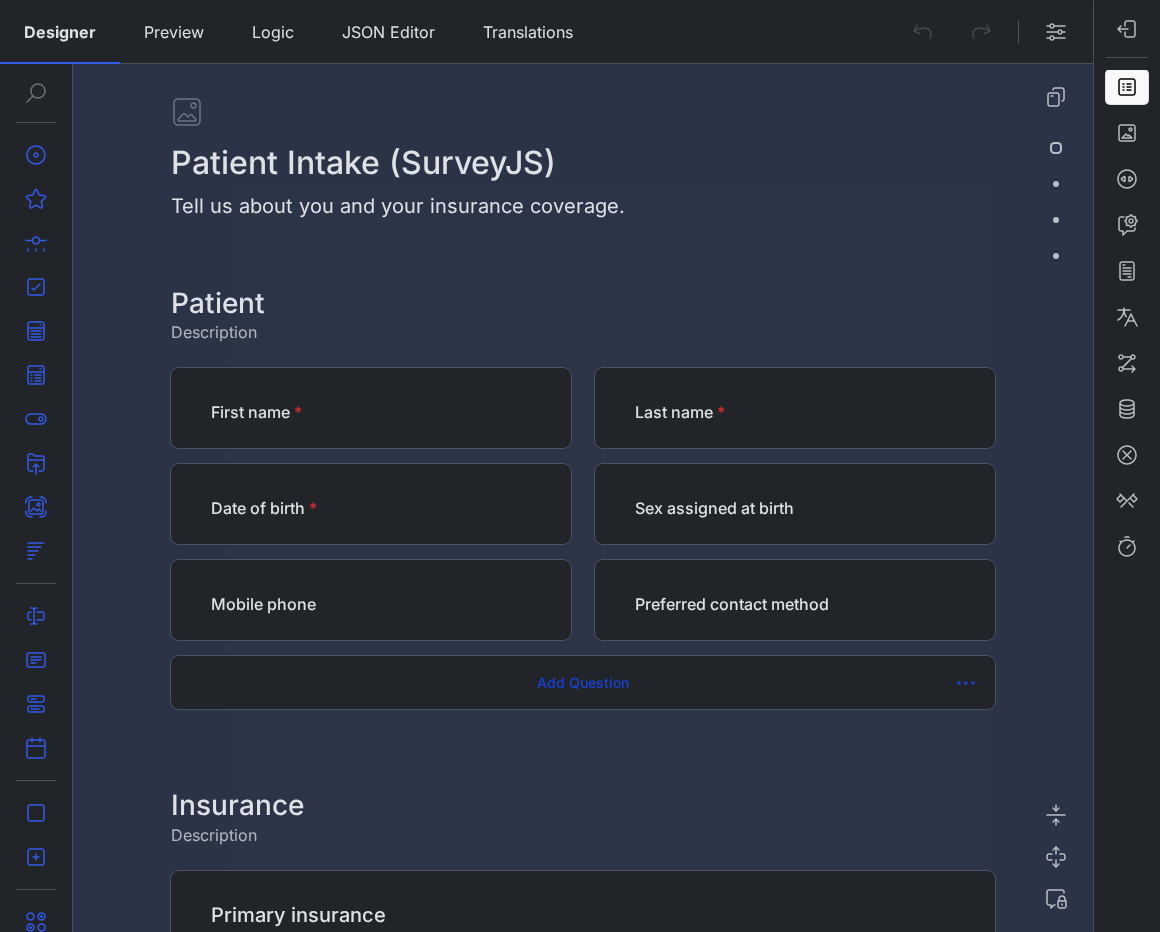 Designer Preview Logic JSON Editor Translations
Patient Intake (SurveyJS)
Tell us about you and your insurance coverage.
Patient
Description
First name * Last name *
Date of birth * Sex assigned at birth
Mobile phone Preferred contact method
Add Question
Insurance
Description
Primary insurance